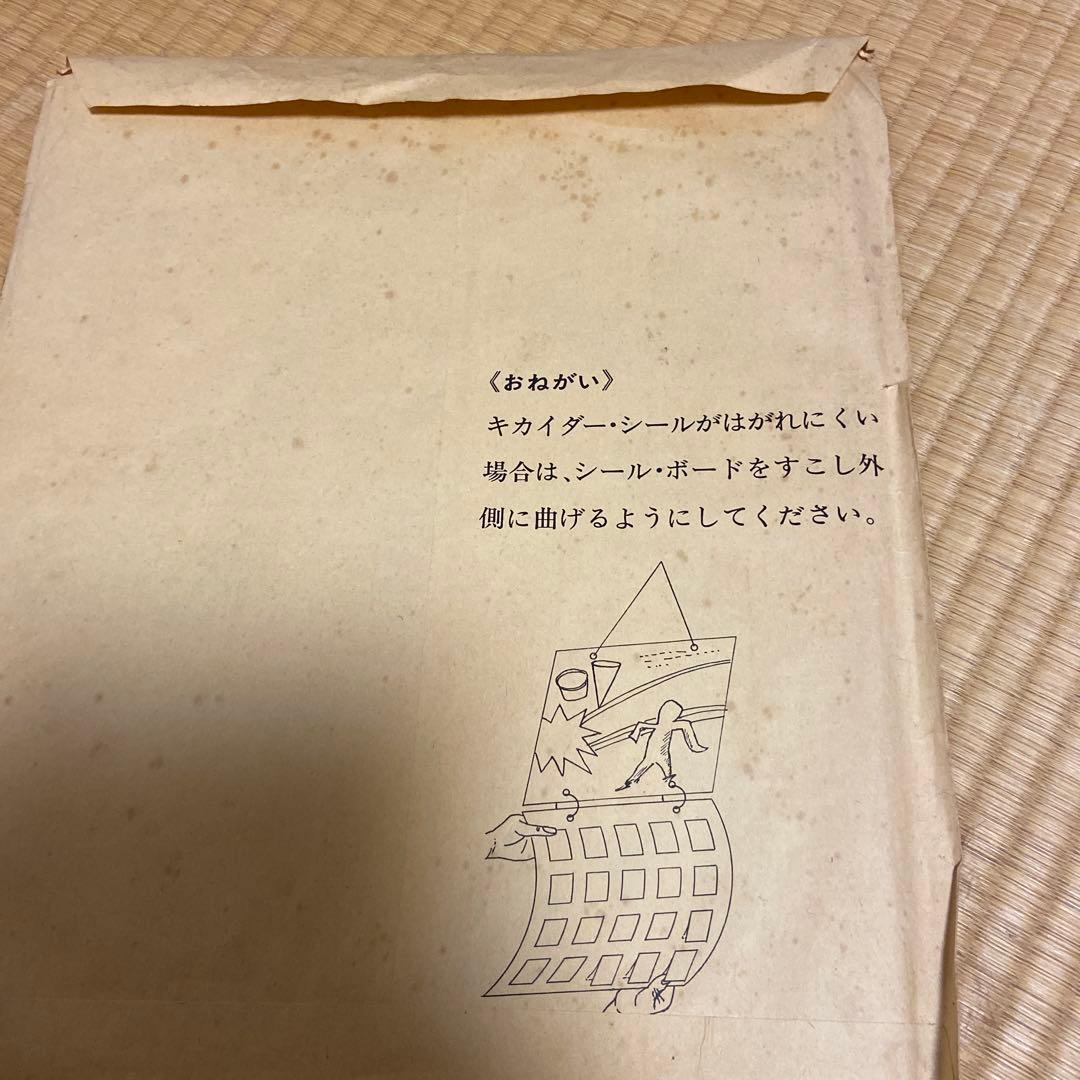 《おねがい》
キカイダー・シールがはがれにくい
場合は、シール・ボードをすこし外
側に曲げるようにしてください。